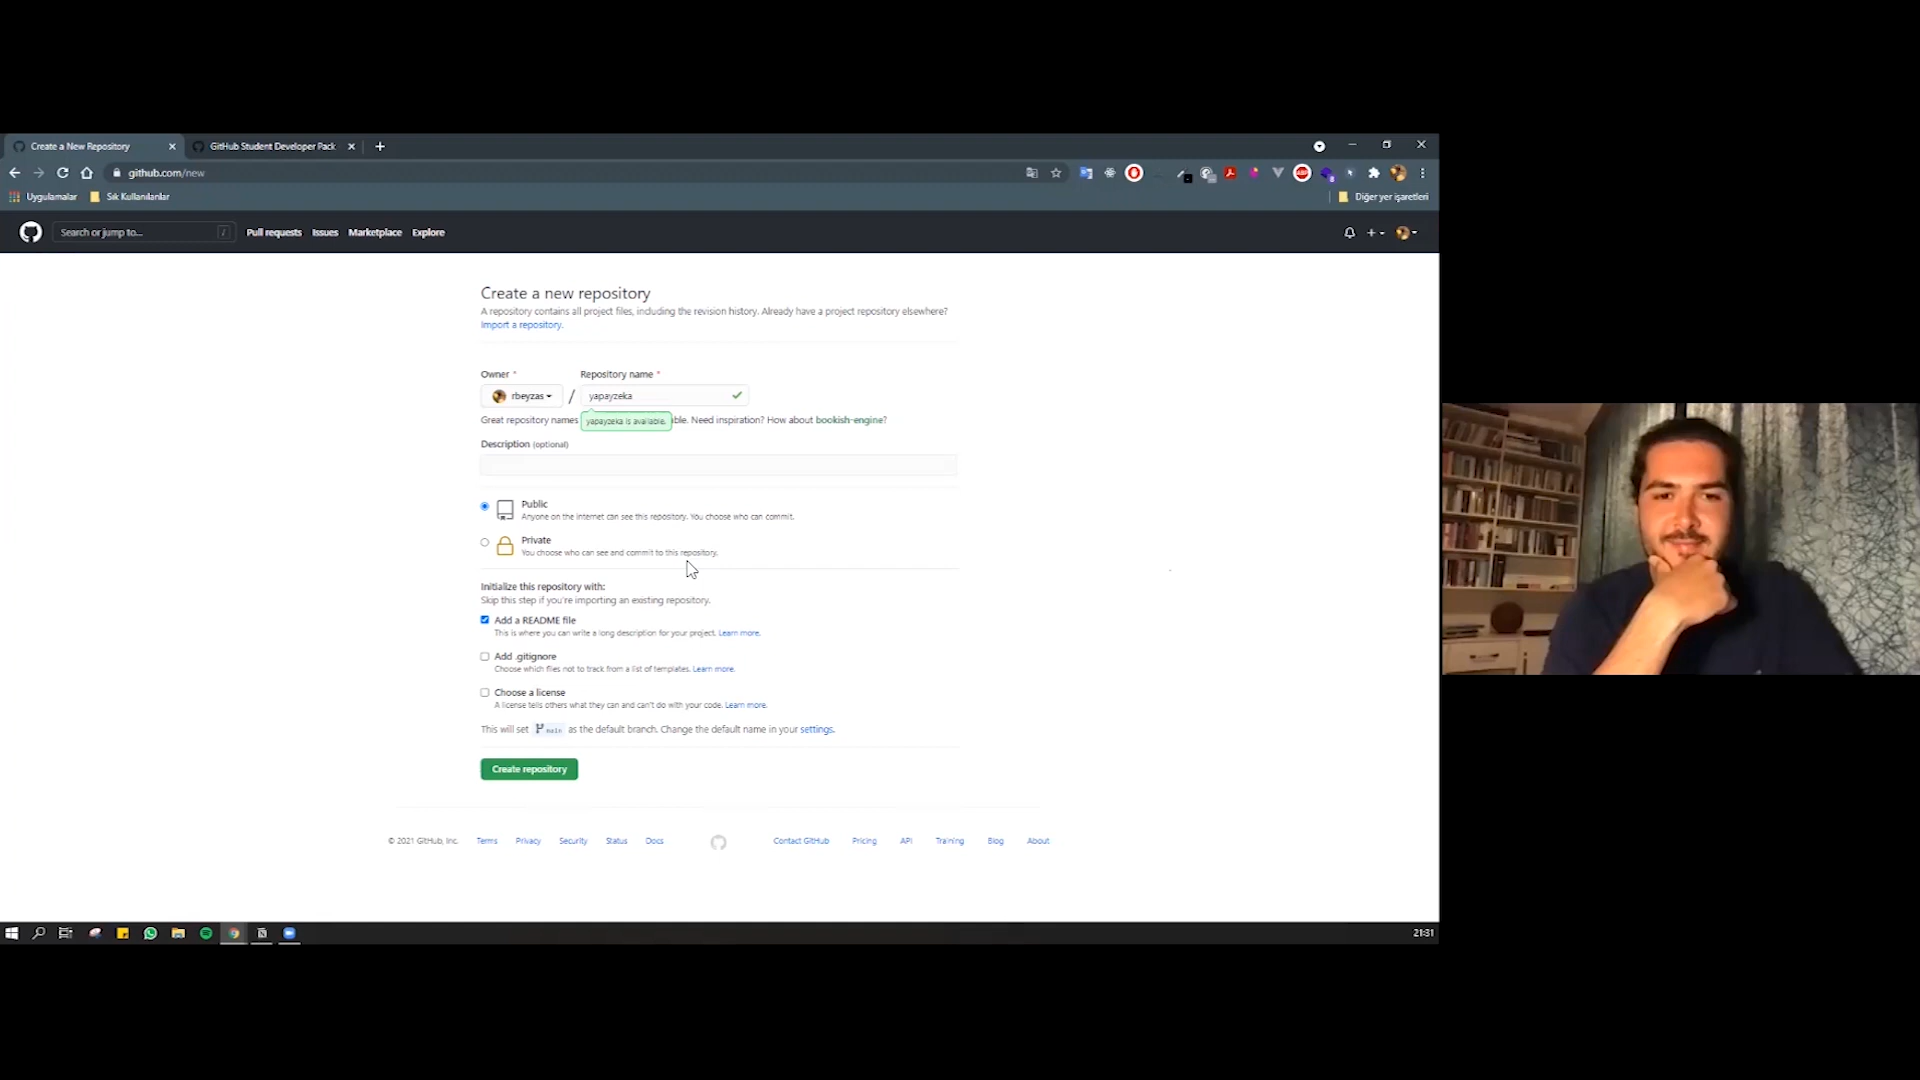 Create a New Repository
GitHub Student Developer Pack
github.com/new
Uygulamalar
Sık Kullanılanlar
Diğer yer işaretleri
Search or jump to...
/
Pull requests Issues Marketplace Explore
Create a new repository
A repository contains all project files, including the revision history. Already have a project repository elsewhere?
Import a repository.
Owner *
Repository name *
rbeyzas
/
yapayzeka
Great repository names
yapayzeka is available.
Need inspiration? How about bookish-engine?
Description (optional)
Public
Anyone on the internet can see this repository. You choose who can commit.
Private
You choose who can see and commit to this repository.
Initialize this repository with:
Skip this step if you're importing an existing repository.
Add a README file
This is where you can write a long description for your project. Learn more.
Add .gitignore
Choose which files not to track from a list of templates. Learn more.
Choose a license
A license tells others what they can and can't do with your code. Learn more.
This will set main as the default branch. Change the default name in your settings.
Create repository
© 2021 GitHub, Inc. Terms Privacy Security Status Docs Contact GitHub Pricing API Training Blog About
21:31